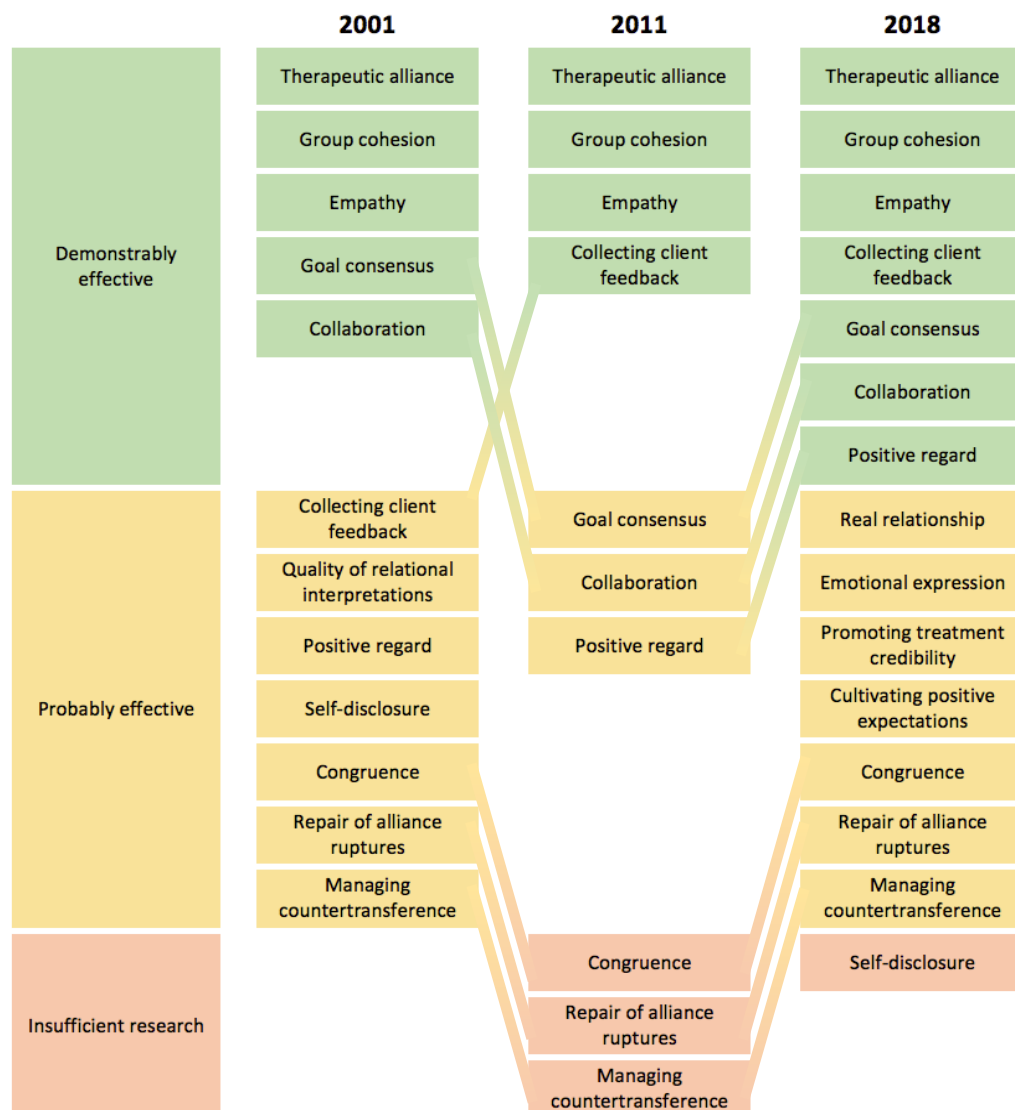 2001
2011
2018
Demonstrably
effective
Therapeutic alliance
Group cohesion
Empathy
Goal consensus
Collaboration
Therapeutic alliance
Group cohesion
Empathy
Collecting client
feedback
Therapeutic alliance
Group cohesion
Empathy
Collecting client
feedback
Goal consensus
Collaboration
Positive regard
Probably effective
Collecting client
feedback
Quality of relational
interpretations
Positive regard
Self-disclosure
Congruence
Repair of alliance
ruptures
Managing
countertransference
Goal consensus
Collaboration
Positive regard
Real relationship
Emotional expression
Promoting treatment
credibility
Cultivating positive
expectations
Congruence
Repair of alliance
ruptures
Managing
countertransference
Insufficient research
Congruence
Repair of alliance
ruptures
Managing
countertransference
Self-disclosure